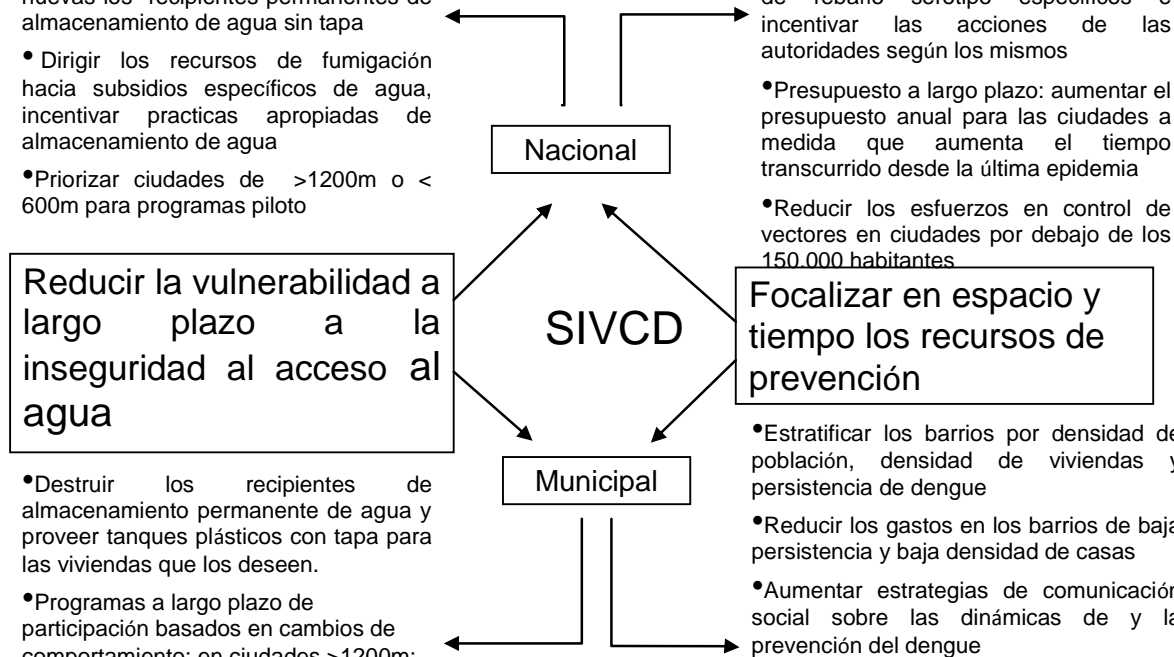 nuevas los recipientes permanentes de
almacenamiento de agua sin tapa
•Dirigir los recursos de fumigación
hacia subsidios específicos de agua,
incentivar practicas apropiadas de
almacenamiento de agua
•Priorizar ciudades de >1200m o <
600m para programas piloto
de rebaño serotipo específicos e
incentivar las acciones de las
autoridades según los mismos
•Presupuesto a largo plazo: aumentar el
presupuesto anual para las ciudades a
medida que aumenta el tiempo
transcurrido desde la última epidemia
•Reducir los esfuerzos en control de
vectores en ciudades por debajo de los
150.000 habitantes
Nacional
Reducir la vulnerabilidad a
largo plazo a la
inseguridad al acceso al
agua
SIVCD
Focalizar en espacio y
tiempo los recursos de
prevención
Municipal
•Destruir los recipientes de
almacenamiento permanente de agua y
proveer tanques plásticos con tapa para
las viviendas que los deseen.
•Programas a largo plazo de
participación basados en cambios de
comportamiento: en ciudades >1200m;
•Estratificar los barrios por densidad de
población, densidad de viviendas y
persistencia de dengue
•Reducir los gastos en los barrios de baja
persistencia y baja densidad de casas
•Aumentar estrategias de comunicación
social sobre las dinámicas de y la
prevención del dengue